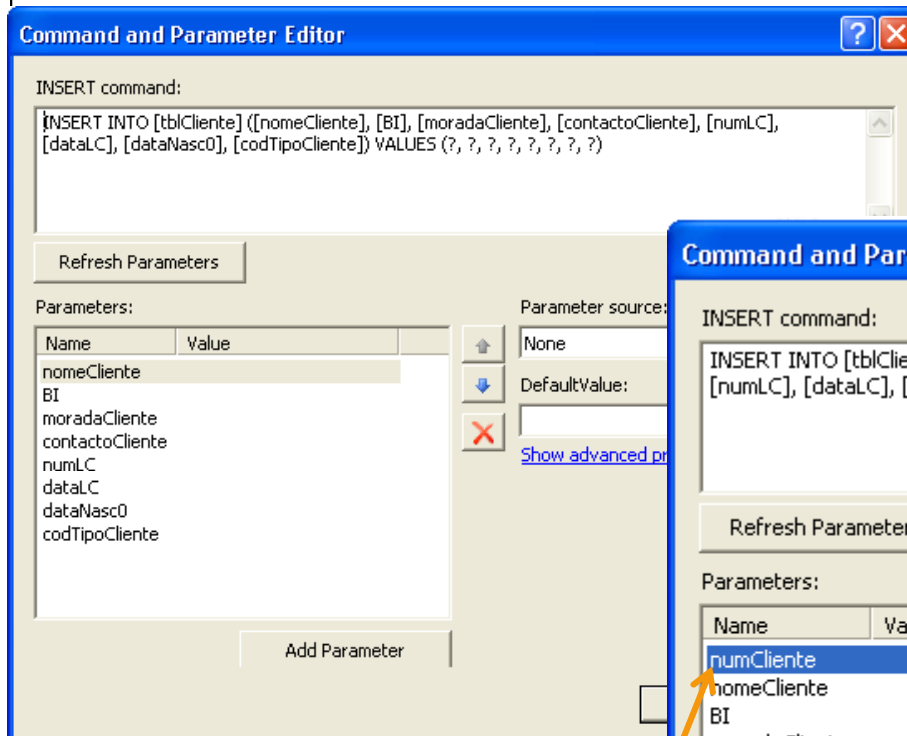 Command and Parameter Editor
INSERT command:
INSERT INTO [tblCliente] ([nomeCliente], [BI], [moradaCliente], [contactoCliente], [numLC],
[dataLC], [dataNasc0], [codTipoCliente]) VALUES (?, ?, ?, ?, ?, ?, ?, ?)
Refresh Parameters
Parameters:
Name Value
nomeCliente
BI
moradaCliente
contactoCliente
numLC
dataLC
dataNasc0
codTipoCliente
Add Parameter
Parameter source:
None
DefaultValue:
Show advanced pr
Command and Par
INSERT command:
INSERT INTO [tblClie
[numLC], [dataLC], [
Refresh Parameter
Parameters:
Name Va
numCliente
nomeCliente
BI